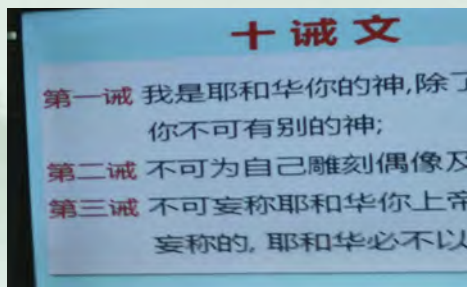 十诫文
第一诫 我是耶和华你的神,除了
你不可有别的神;
第二诫 不可为自己雕刻偶像及
第三诫 不可妄称耶和华你上帝
妄称的, 耶和华必不以